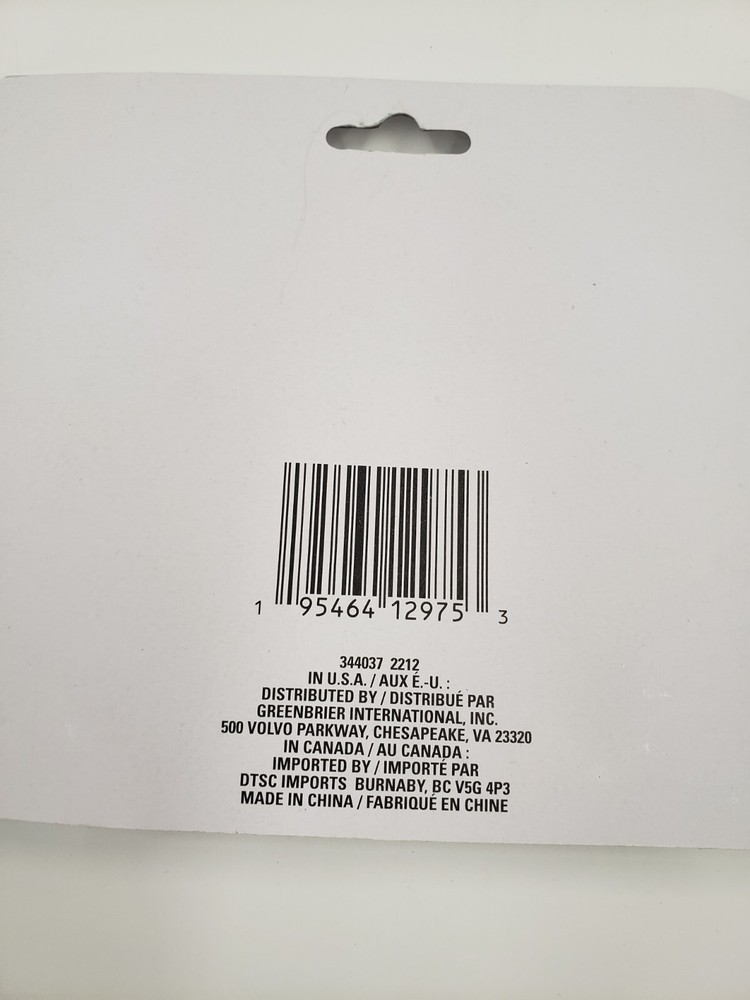 1 95464 12975 3
344037 2212
IN U.S.A. / AUX É.-U. :
DISTRIBUTED BY / DISTRIBUÉ PAR
GREENBRIER INTERNATIONAL, INC.
500 VOLVO PARKWAY, CHESAPEAKE, VA 23320
IN CANADA / AU CANADA :
IMPORTED BY / IMPORTÉ PAR
DTSC IMPORTS BURNABY, BC V5G 4P3
MADE IN CHINA / FABRIQUÉ EN CHINE